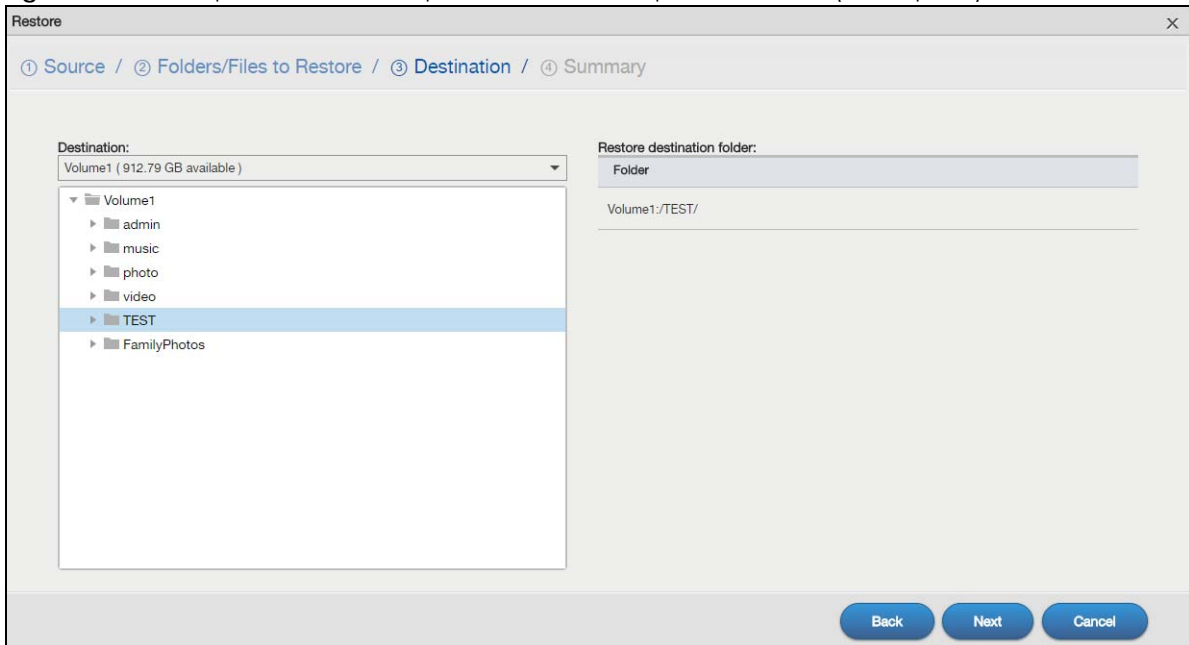 Restore
① Source / ② Folders/Files to Restore / ③ Destination / ④ Summary
Destination:
Volume1 ( 912.79 GB available )
Volume1
admin
music
photo
video
TEST
FamilyPhotos
Restore destination folder:
Folder
Volume1:/TEST/
Back Next Cancel